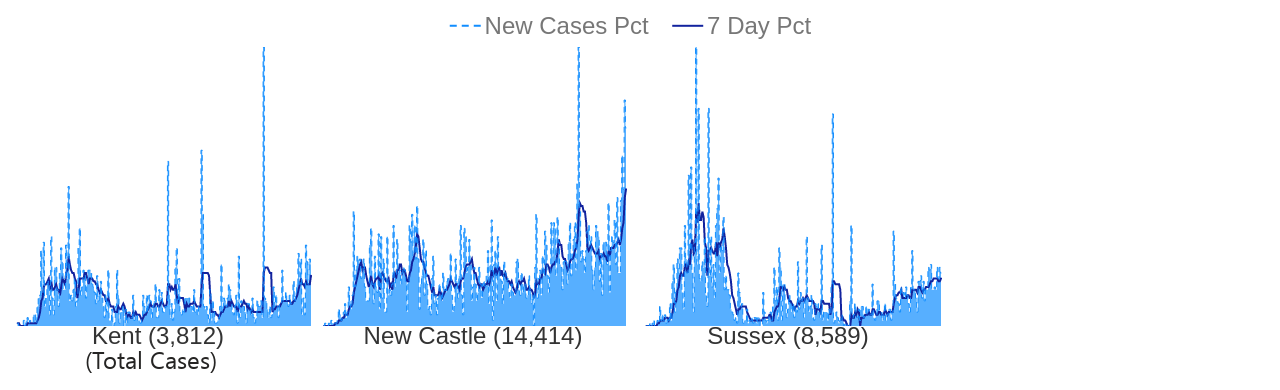 New Cases Pct 7 Day Pct
Kent (3,812) New Castle (14,414) Sussex (8,589)
(Total Cases)